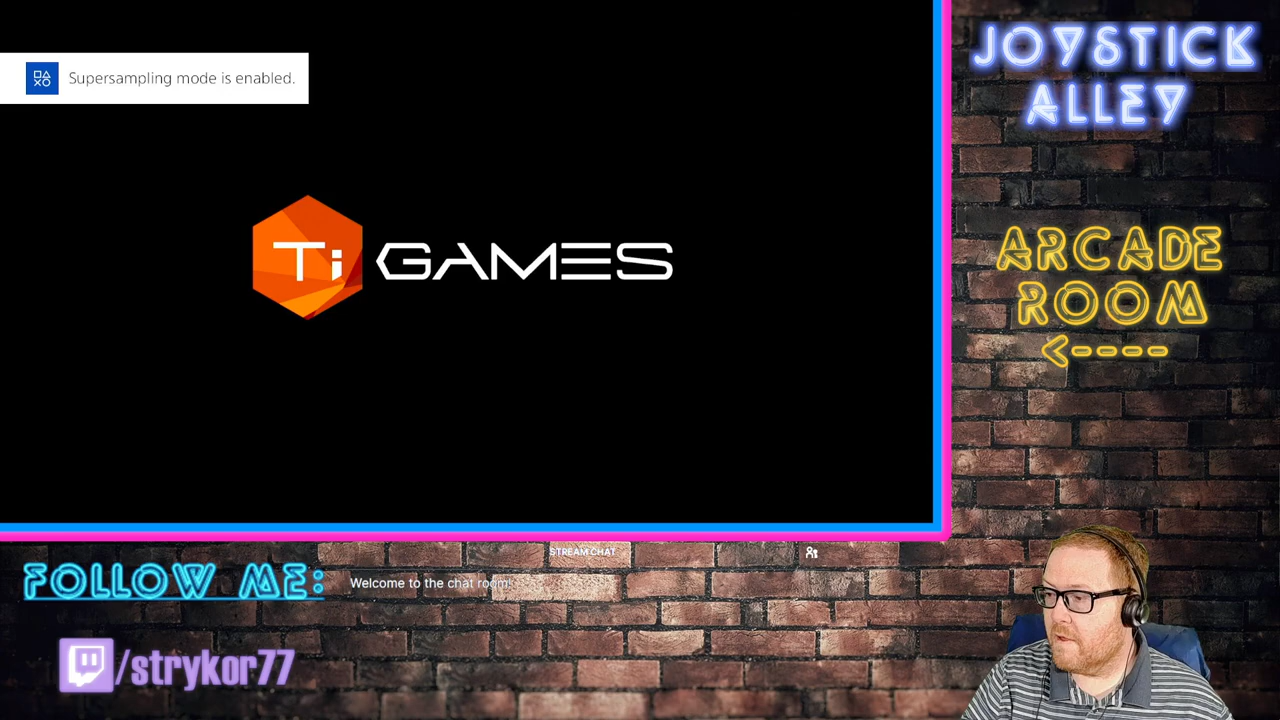 JOYSTICK
ALLEY
Supersampling mode is enabled.
Ti GAMES
ARCADE
ROOM
<----
STREAM CHAT
FOLLOW ME:
Welcome to the chat room!
/strykor77